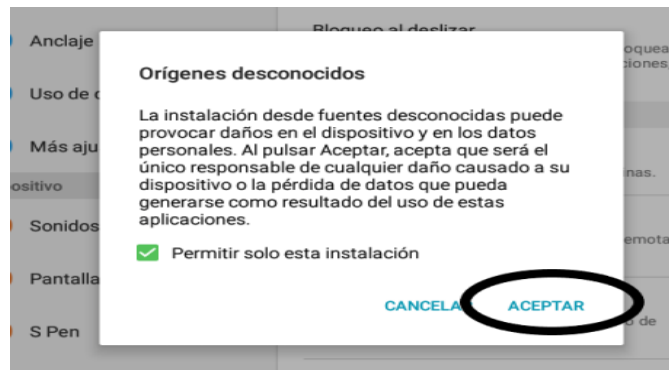 Bloqueo al deslizar
Anclaje
Orígenes desconocidos
Uso de
La instalación desde fuentes desconocidas puede
provocar daños en el dispositivo y en los datos
Más aju
personales. Al pulsar Aceptar, acepta que será el
único responsable de cualquier daño causado a su
dispositivo o la pérdida de datos que pueda
generarse como resultado del uso de estas
aplicaciones.
Sonidos
Permitir solo esta instalación
Pantalla
CANCELA
ACEPTAR
S Pen
de